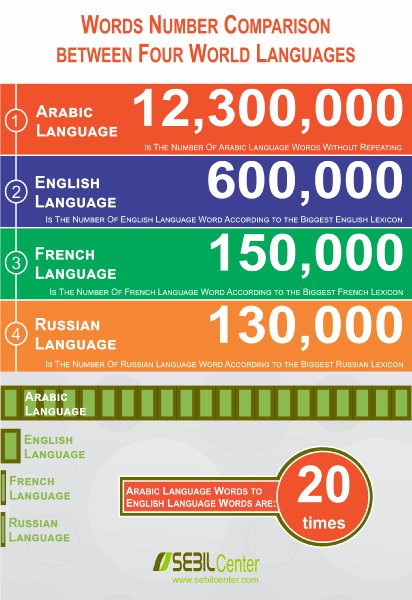 Words Number Comparison
between Four World Languages
1
Arabic
Language
12,300,000
Is The Number Of Arabic Language Words Without Repeating
2
English
Language
600,000
Is The Number Of English Language Word According to the Biggest English Lexicon
3
French
Language
150,000
Is The Number Of French Language Word According to the Biggest French Lexicon
4
Russian
Language
130,000
Is The Number Of Russian Language Word According to the Biggest Russian Lexicon
Arabic
Language
English
Language
French
Language
Russian
Language
Arabic Language Words to
English Language Words are:
20
times
SEBIL Center
www.sebilcenter.com